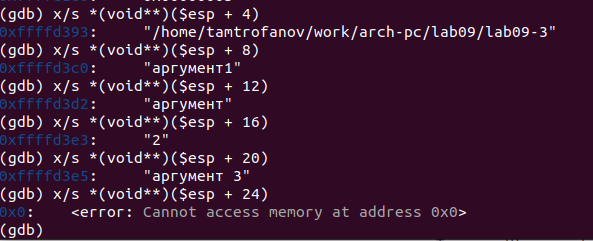 (gdb) x/s *(void**)($esp + 4)
0xffffd393:     "/home/tamtrofanov/work/arch-pc/lab09/lab09-3"
(gdb) x/s *(void**)($esp + 8)
0xffffd3c0:     "аргумент1"
(gdb) x/s *(void**)($esp + 12)
0xffffd3d2:     "аргумент"
(gdb) x/s *(void**)($esp + 16)
0xffffd3e3:     "2"
(gdb) x/s *(void**)($esp + 20)
0xffffd3e5:     "аргумент 3"
(gdb) x/s *(void**)($esp + 24)
0x0:    <error: Cannot access memory at address 0x0>
(gdb)